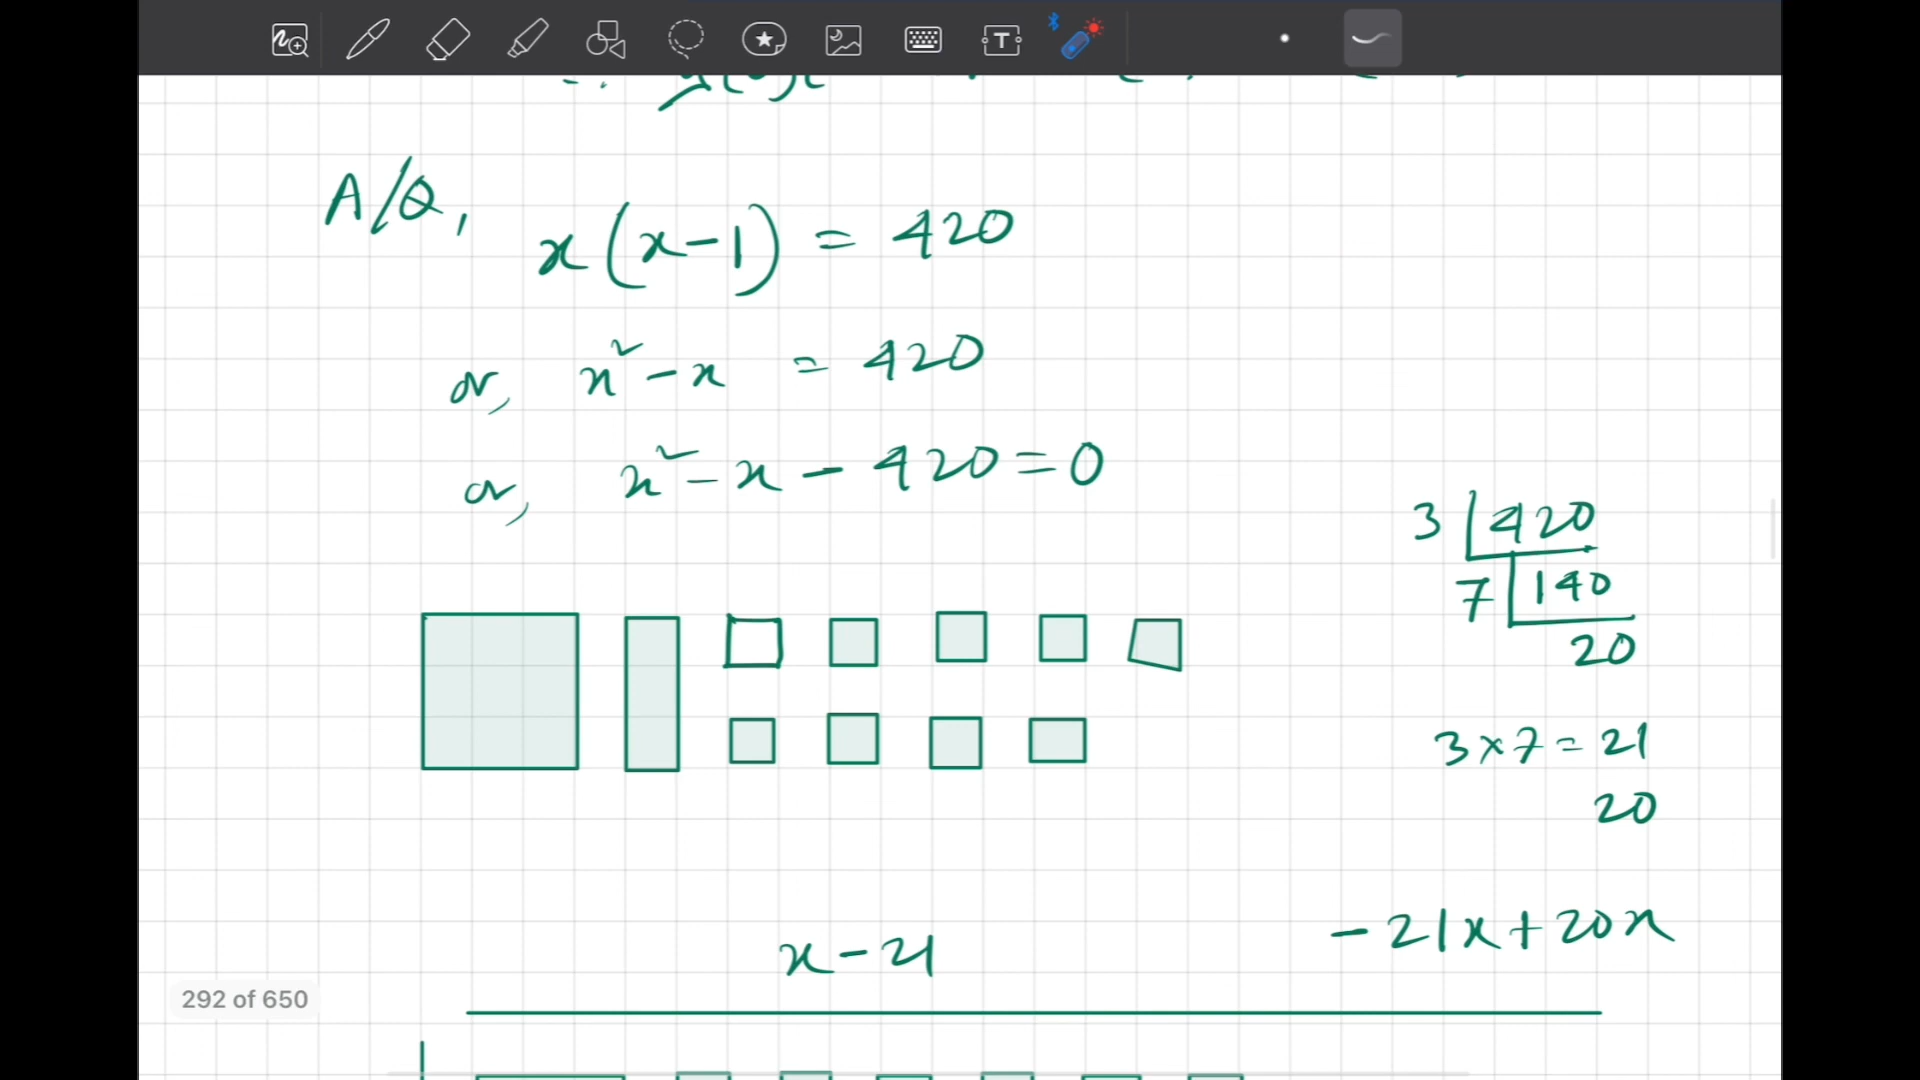 A/Q,
x(x-1) = 420
or, x² - x = 420
or, x² - x - 420 = 0
3 | 420
7 | 140
20
3 x 7 = 21
20
- 21x + 20x
x - 21
292 of 650